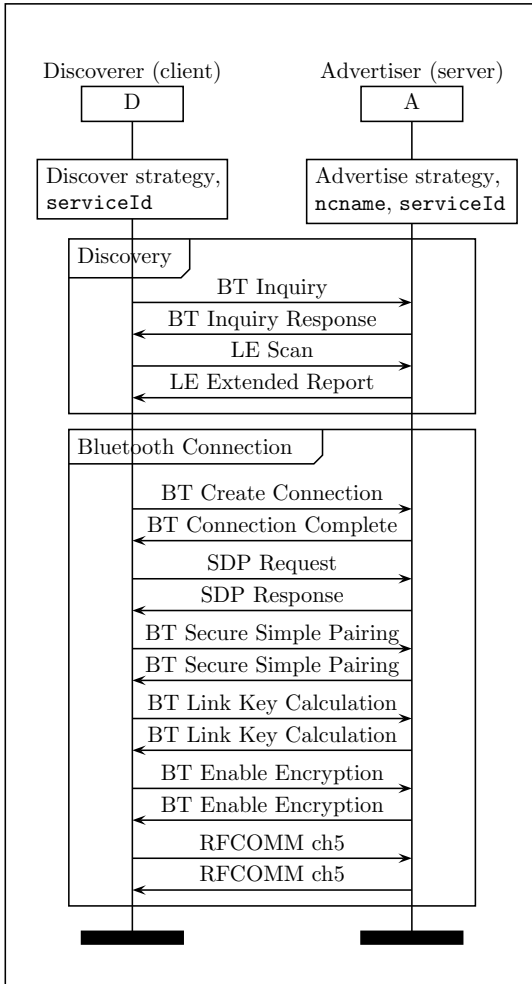 Discoverer (client)
Advertiser (server)
D
A
Discover strategy,
serviceId
Advertise strategy,
ncname, serviceId
Discovery
BT Inquiry
BT Inquiry Response
LE Scan
LE Extended Report
Bluetooth Connection
BT Create Connection
BT Connection Complete
SDP Request
SDP Response
BT Secure Simple Pairing
BT Secure Simple Pairing
BT Link Key Calculation
BT Link Key Calculation
BT Enable Encryption
BT Enable Encryption
RFCOMM ch5
RFCOMM ch5